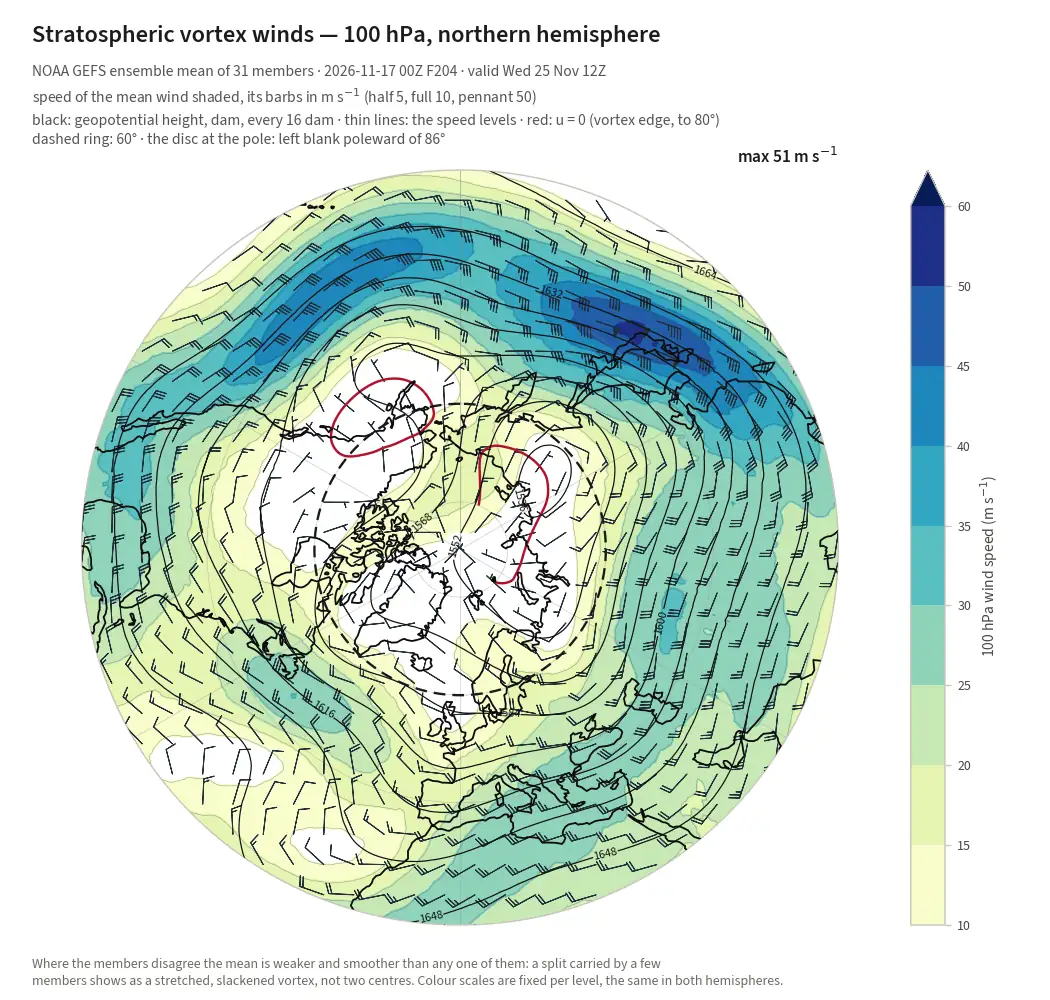 Stratospheric vortex winds — 100 hPa, northern hemisphere
NOAA GEFS ensemble mean of 31 members · 2026-11-17 00Z F204 · valid Wed 25 Nov 12Z
speed of the mean wind shaded, its barbs in m s⁻¹ (half 5, full 10, pennant 50)
black: geopotential height, dam, every 16 dam · thin lines: the speed levels · red: u = 0 (vortex edge, to 80°)
dashed ring: 60° · the disc at the pole: left blank poleward of 86°
max 51 m s⁻¹
1664
1632
1568
1552
1600
1616
1648
1648
60
50
45
40
35
30
25
20
15
10
100 hPa wind speed (m s⁻¹)
Where the members disagree the mean is weaker and smoother than any one of them: a split carried by a few
members shows as a stretched, slackened vortex, not two centres. Colour scales are fixed per level, the same in both hemispheres.